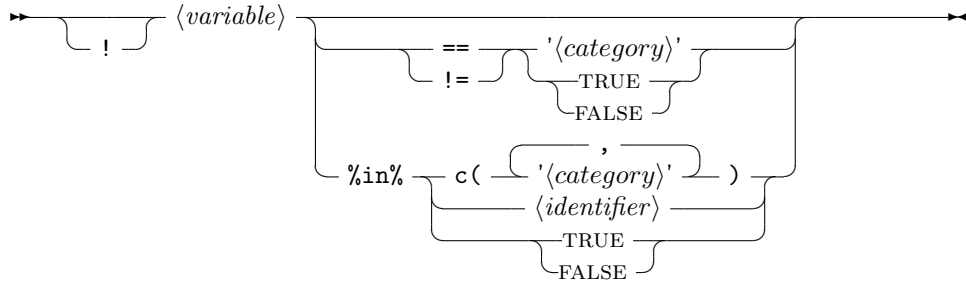 ⟨variable⟩
!
== '⟨category⟩'
!= TRUE
FALSE
,
%in% c( '⟨category⟩' )
⟨identifier⟩
TRUE
FALSE